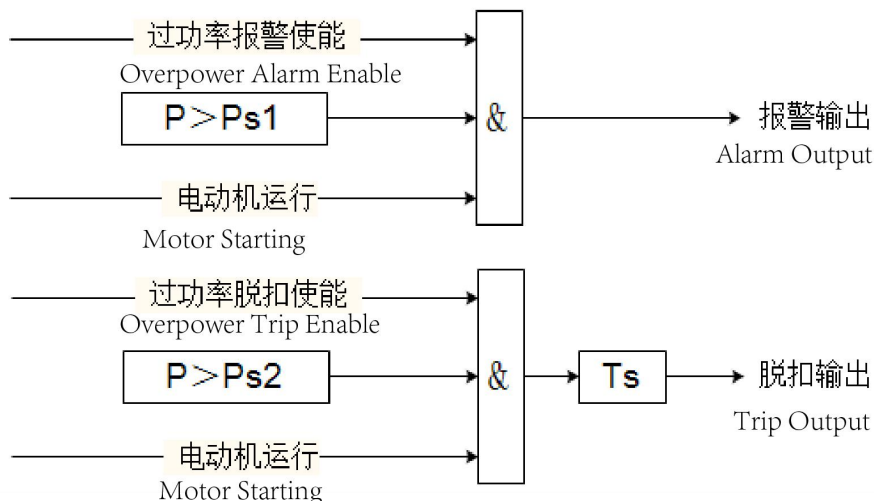 过功率报警使能
Overpower Alarm Enable
P>Ps1
&
报警输出
Alarm Output
电动机运行
Motor Starting
过功率脱扣使能
Overpower Trip Enable
P>Ps2
&
Ts
脱扣输出
Trip Output
电动机运行
Motor Starting